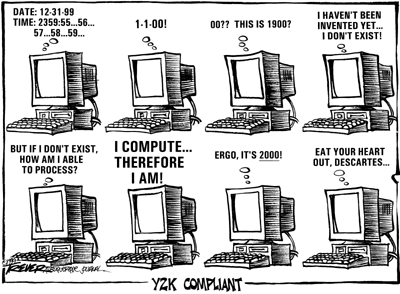 DATE: 12-31-99
TIME: 2359:55...56...
57...58...59...
1-1-00!
00?? THIS IS 1900?
I HAVEN'T BEEN
INVENTED YET...
I DON'T EXIST!
BUT IF I DON'T EXIST,
HOW AM I ABLE
TO PROCESS?
I COMPUTE...
THEREFORE
I AM!
ERGO, IT'S 2000!
EAT YOUR HEART
OUT, DESCARTES...
TREVER
Y2K COMPLIANT